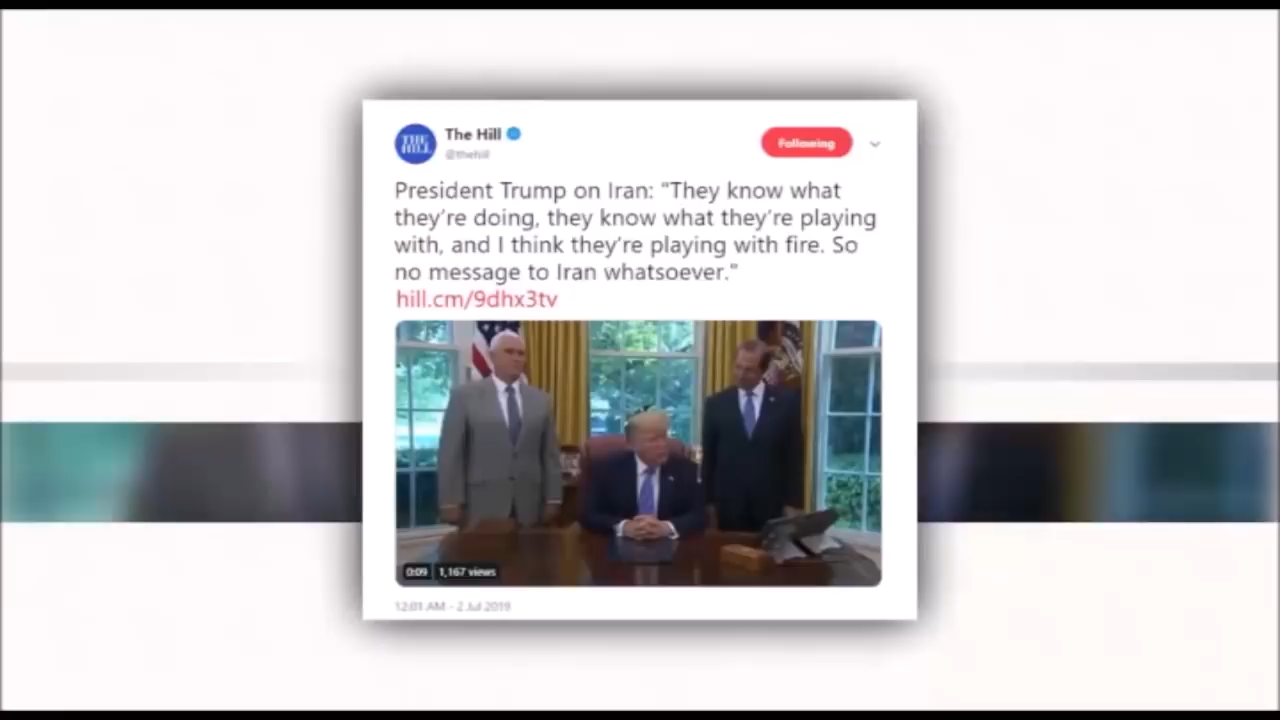 THE
HILL
The Hill
@thehill
Following
President Trump on Iran: "They know what
they're doing, they know what they're playing
with, and I think they're playing with fire. So
no message to Iran whatsoever."
hill.cm/9dhx3tv
0:09 1,167 views
12:01 AM - 2 Jul 2019